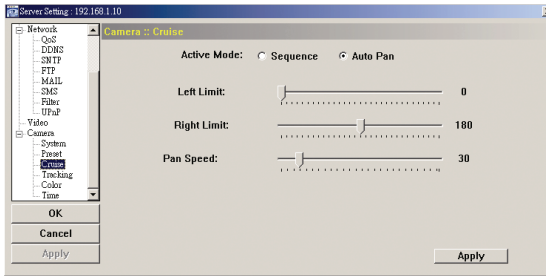 Server Setting : 192.168.1.10
Network
QoS
DDNS
SNTP
FTP
MAIL
SMS
Filter
UPnP
Video
Camera
System
Preset
Cruise
Tracking
Color
Time
OK
Cancel
Apply
Camera :: Cruise
Active Mode: Sequence Auto Pan
Left Limit: 0
Right Limit: 180
Pan Speed: 30
Apply